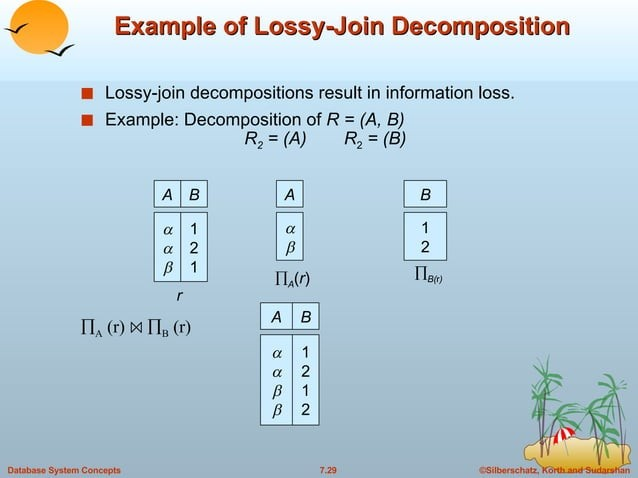 Example of Lossy-Join Decomposition
Lossy-join decompositions result in information loss.
Example: Decomposition of R = (A, B)
R₂ = (A) R₂ = (B)
A B
α 1
α 2
β 1
r
A
α
β
∏A(r)
B
1
2
∏B(r)
∏A (r) ⋈ ∏B (r)
A B
α 1
α 2
β 1
β 2
Database System Concepts 7.29 ©Silberschatz, Korth and Sudarshan